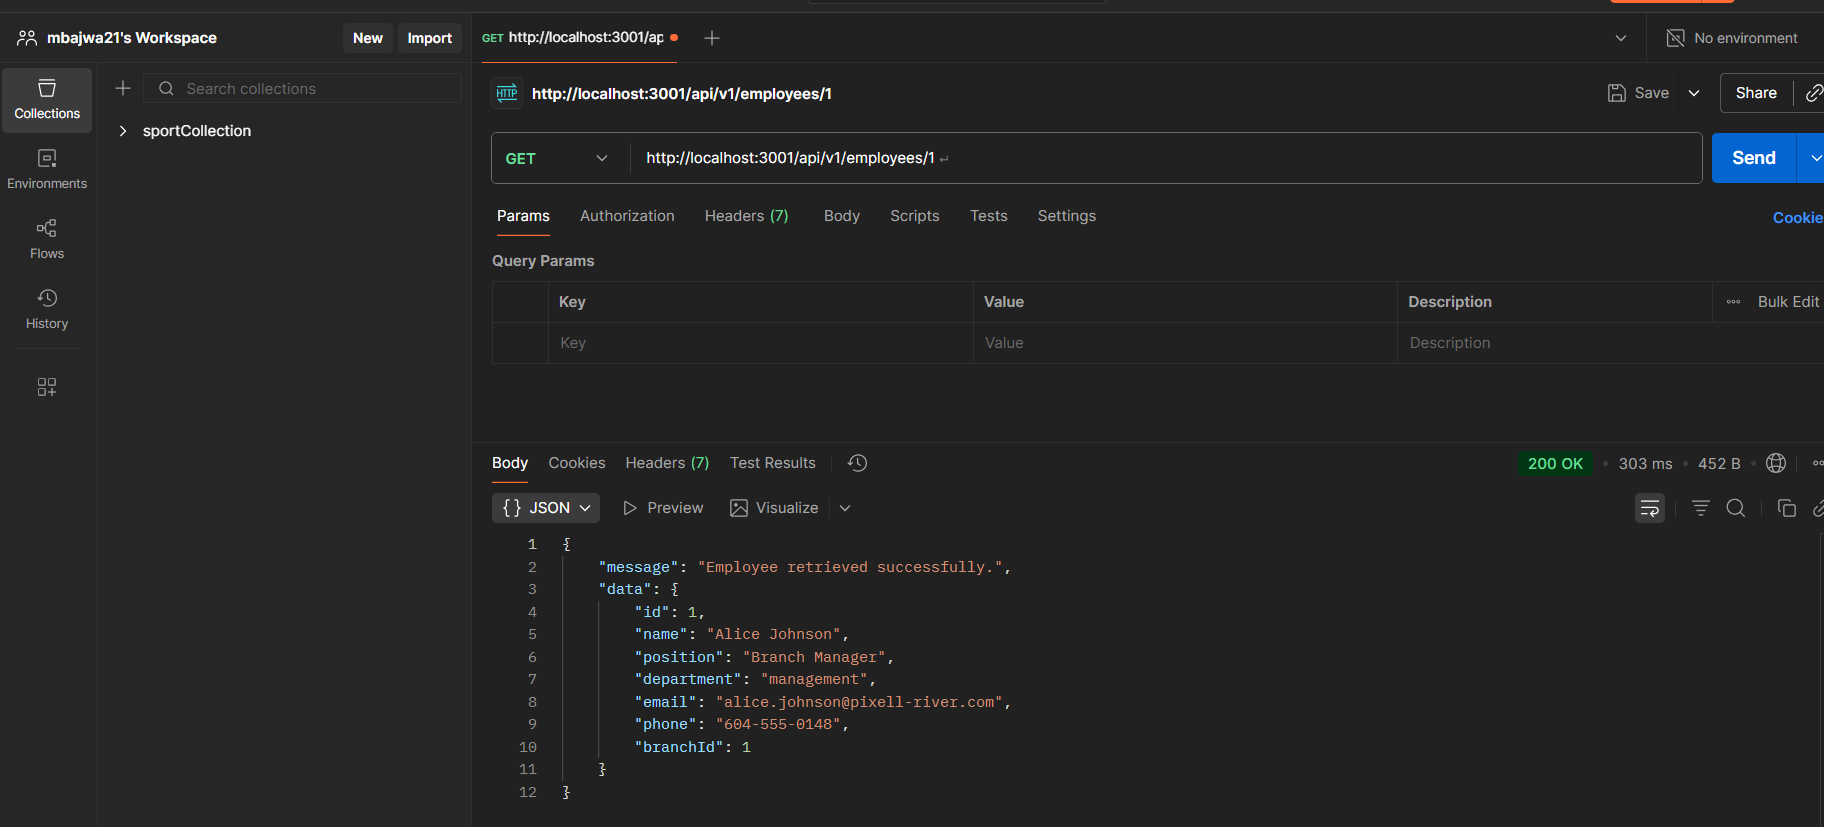 mbajwa21's Workspace
New
Import
GET http://localhost:3001/ap
No environment
Collections
Environments
Flows
History
Search collections
sportCollection
HTTP
http://localhost:3001/api/v1/employees/1
Save
Share
GET
http://localhost:3001/api/v1/employees/1
Send
Params Authorization Headers (7) Body Scripts Tests Settings
Cookie
Query Params
Key Value Description Bulk Edit
Key Value Description
Body Cookies Headers (7) Test Results
200 OK • 303 ms • 452 B
{} JSON Preview Visualize
1 {
2 "message": "Employee retrieved successfully.",
3 "data": {
4 "id": 1,
5 "name": "Alice Johnson",
6 "position": "Branch Manager",
7 "department": "management",
8 "email": "alice.johnson@pixell-river.com",
9 "phone": "604-555-0148",
10 "branchId": 1
11 }
12 }